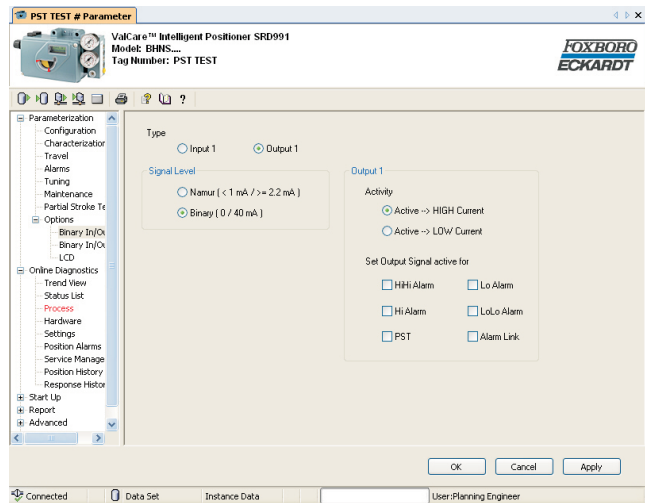 PST TEST # Parameter
ValCare™ Intelligent Positioner SRD991
Model: BHNS....
Tag Number: PST TEST
FOXBORO
ECKARDT
Parameterization
Configuration
Characterization
Travel
Alarms
Tuning
Maintenance
Partial Stroke Te
Options
Binary In/Ou
Binary In/Ou
LCD
Online Diagnostics
Trend View
Status List
Process
Hardware
Settings
Position Alarms
Service Manage
Position History
Response Histor
Start Up
Report
Advanced
Type
Input 1
Output 1
Signal Level
Namur ( < 1 mA / >= 2.2 mA )
Binary ( 0 / 40 mA )
Output 1
Activity
Active --> HIGH Current
Active --> LOW Current
Set Output Signal active for
HiHi Alarm
Lo Alarm
Hi Alarm
LoLo Alarm
PST
Alarm Link
OK
Cancel
Apply
Connected
Data Set
Instance Data
User:Planning Engineer